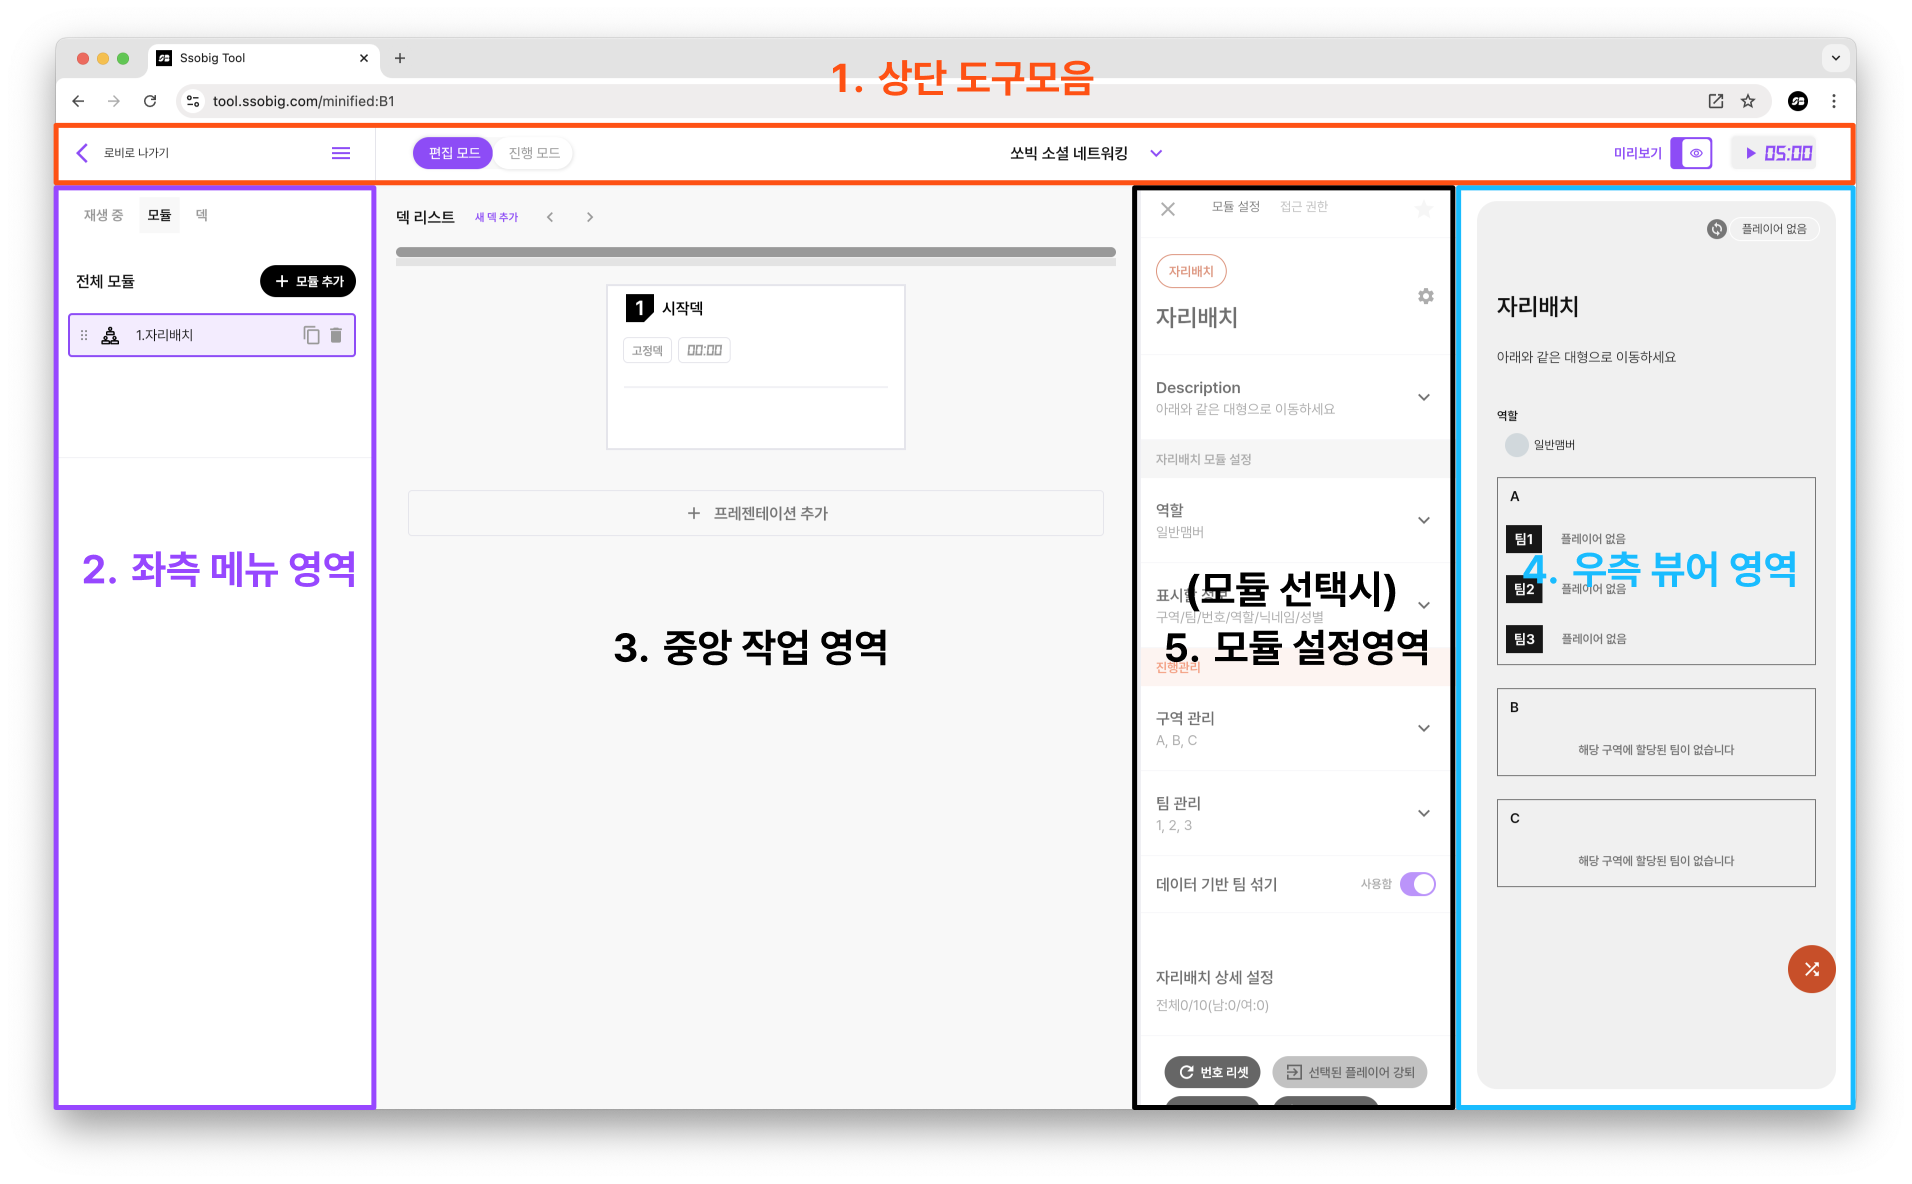 Ssobig Tool
1. 상단 도구모음
tool.ssobig.com/minified:B1
로비로 나가기
편집 모드
진행 모드
쏘빅 소셜 네트워킹
미리보기
05:00
재생 중
모듈
덱
전체 모듈
모듈 추가
1.자리배치
2. 좌측 메뉴 영역
덱 리스트
새 덱 추가
1 시작덱
고정덱
00:00
프레젠테이션 추가
3. 중앙 작업 영역
모듈 설정
접근 권한
자리배치
자리배치
Description
아래와 같은 대형으로 이동하세요
자리배치 모듈 설정
역할
일반맴버
(모듈 선택시)
표시할 정보
구역/팀/번호/역할/닉네임/성별
5. 모듈 설정영역
진행관리
구역 관리
A, B, C
팀 관리
1, 2, 3
데이터 기반 팀 섞기
사용함
자리배치 상세 설정
전체0/10(남:0/여:0)
번호 리셋
선택된 플레이어 강퇴
플레이어 없음
자리배치
아래와 같은 대형으로 이동하세요
역할
일반맴버
A
팀1 플레이어 없음
4. 우측 뷰어 영역
팀2 플레이어 없음
팀3 플레이어 없음
B
해당 구역에 할당된 팀이 없습니다
C
해당 구역에 할당된 팀이 없습니다